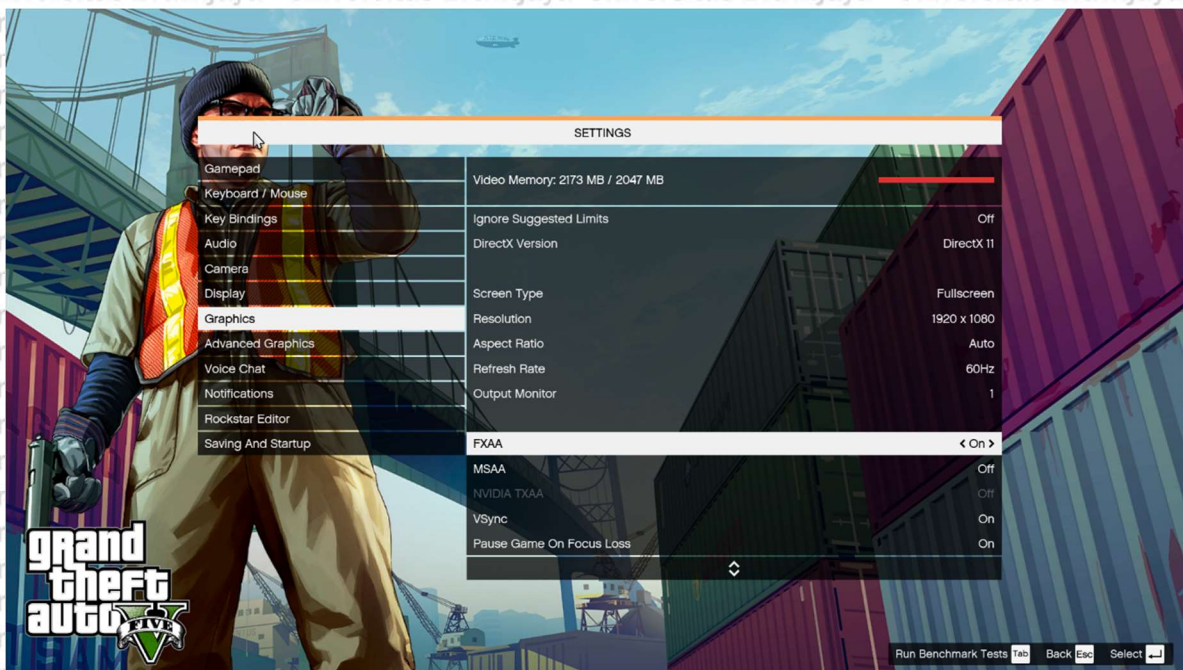 SETTINGS
Gamepad
Keyboard / Mouse
Key Bindings
Audio
Camera
Display
Graphics
Advanced Graphics
Voice Chat
Notifications
Rockstar Editor
Saving And Startup
Video Memory: 2173 MB / 2047 MB
Ignore Suggested Limits Off
DirectX Version DirectX 11
Screen Type Fullscreen
Resolution 1920 x 1080
Aspect Ratio Auto
Refresh Rate 60Hz
Output Monitor 1
FXAA < On >
MSAA Off
NVIDIA TXAA Off
VSync On
Pause Game On Focus Loss On
grand
theft
auto V
FIVE
Run Benchmark Tests Tab Back Esc Select